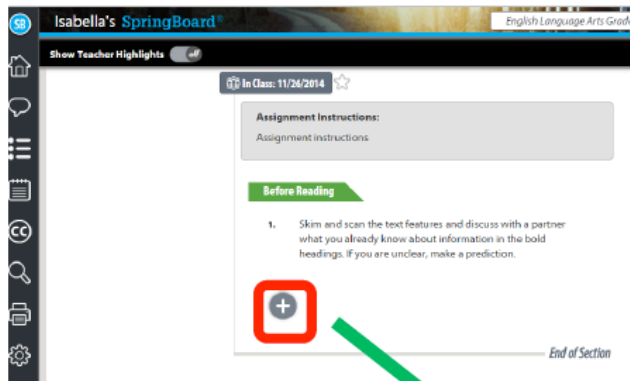 SB
Isabella's SpringBoard®
English Language Arts Grad
Show Teacher Highlights off
In Class: 11/26/2014
Assignment Instructions:
Assignment instructions
Before Reading
1. Skim and scan the text features and discuss with a partner
what you already know about information in the bold
headings. If you are unclear, make a prediction.
CC
End of Section